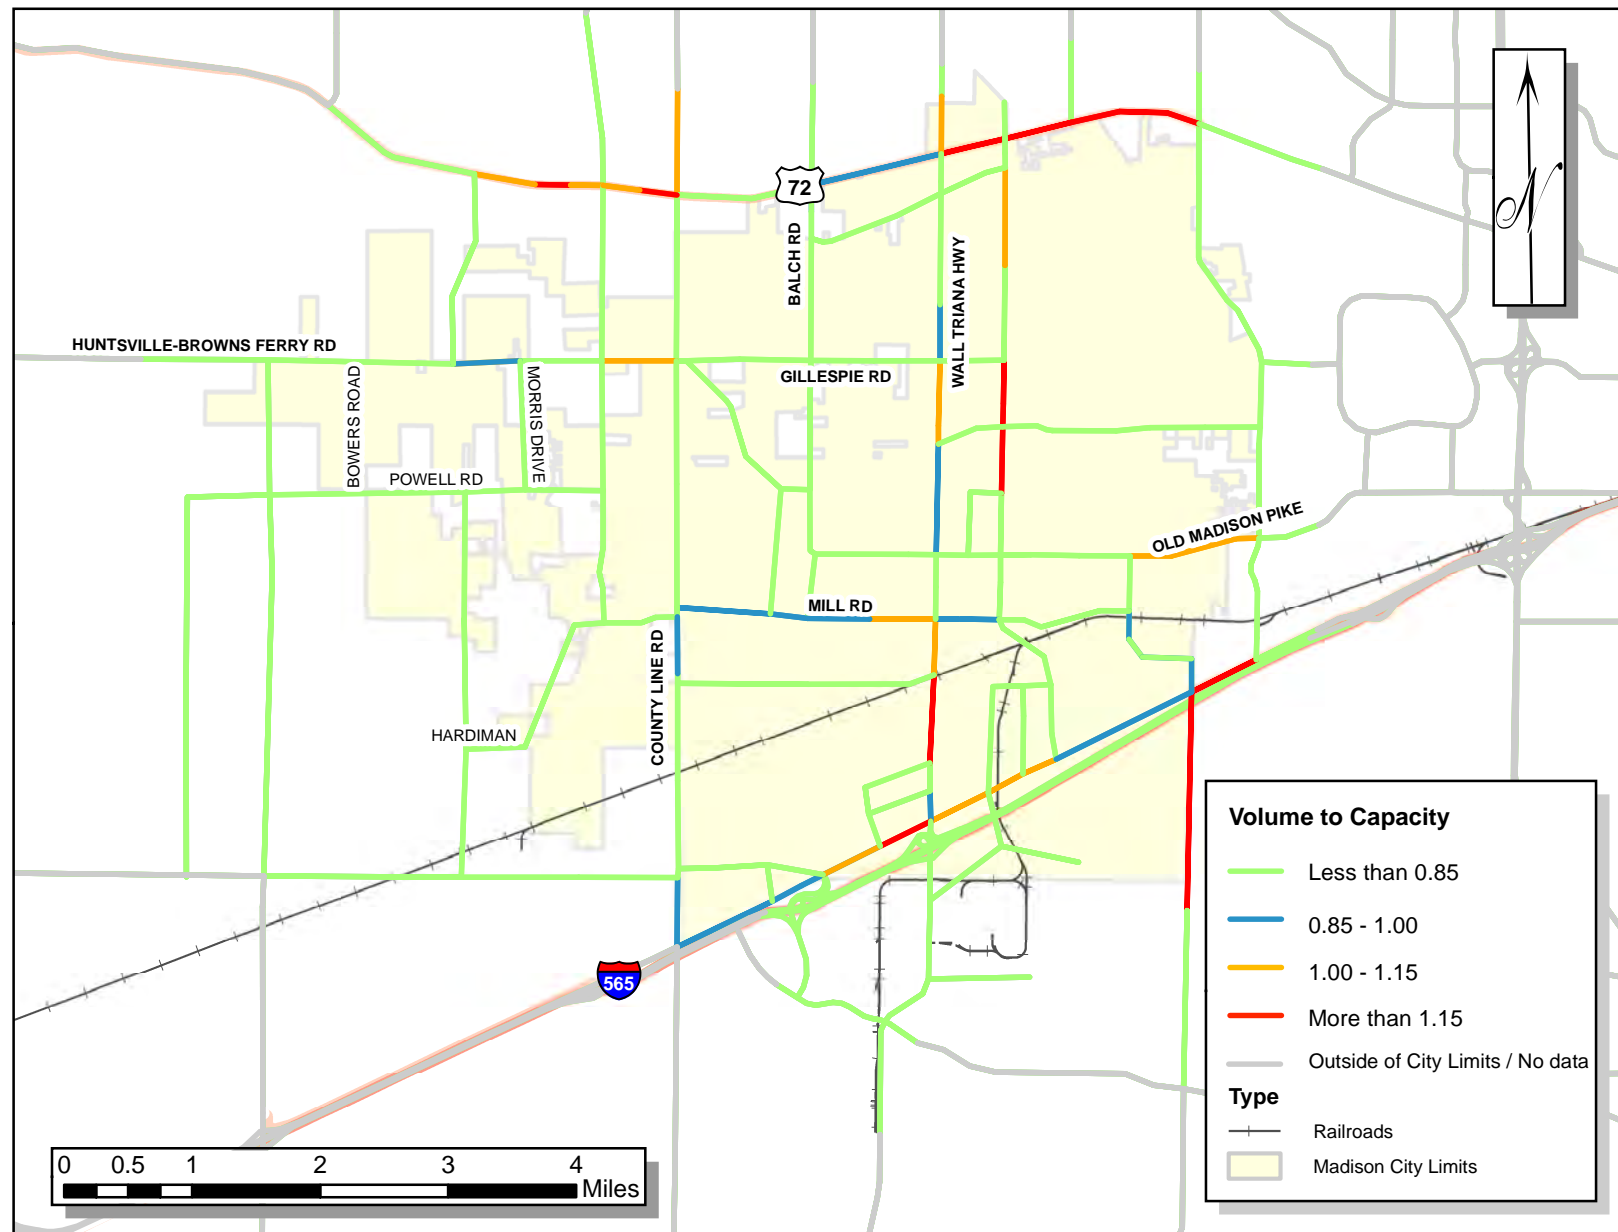 72
BALCH RD
WALL TRIANA HWY
HUNTSVILLE-BROWNS FERRY RD
GILLESPIE RD
BOWERS ROAD
MORRIS DRIVE
POWELL RD
OLD MADISON PIKE
MILL RD
COUNTY LINE RD
HARDIMAN
565
N
Volume to Capacity
Less than 0.85
0.85 - 1.00
1.00 - 1.15
More than 1.15
Outside of City Limits / No data
Type
Railroads
Madison City Limits
0 0.5 1 2 3 4
Miles